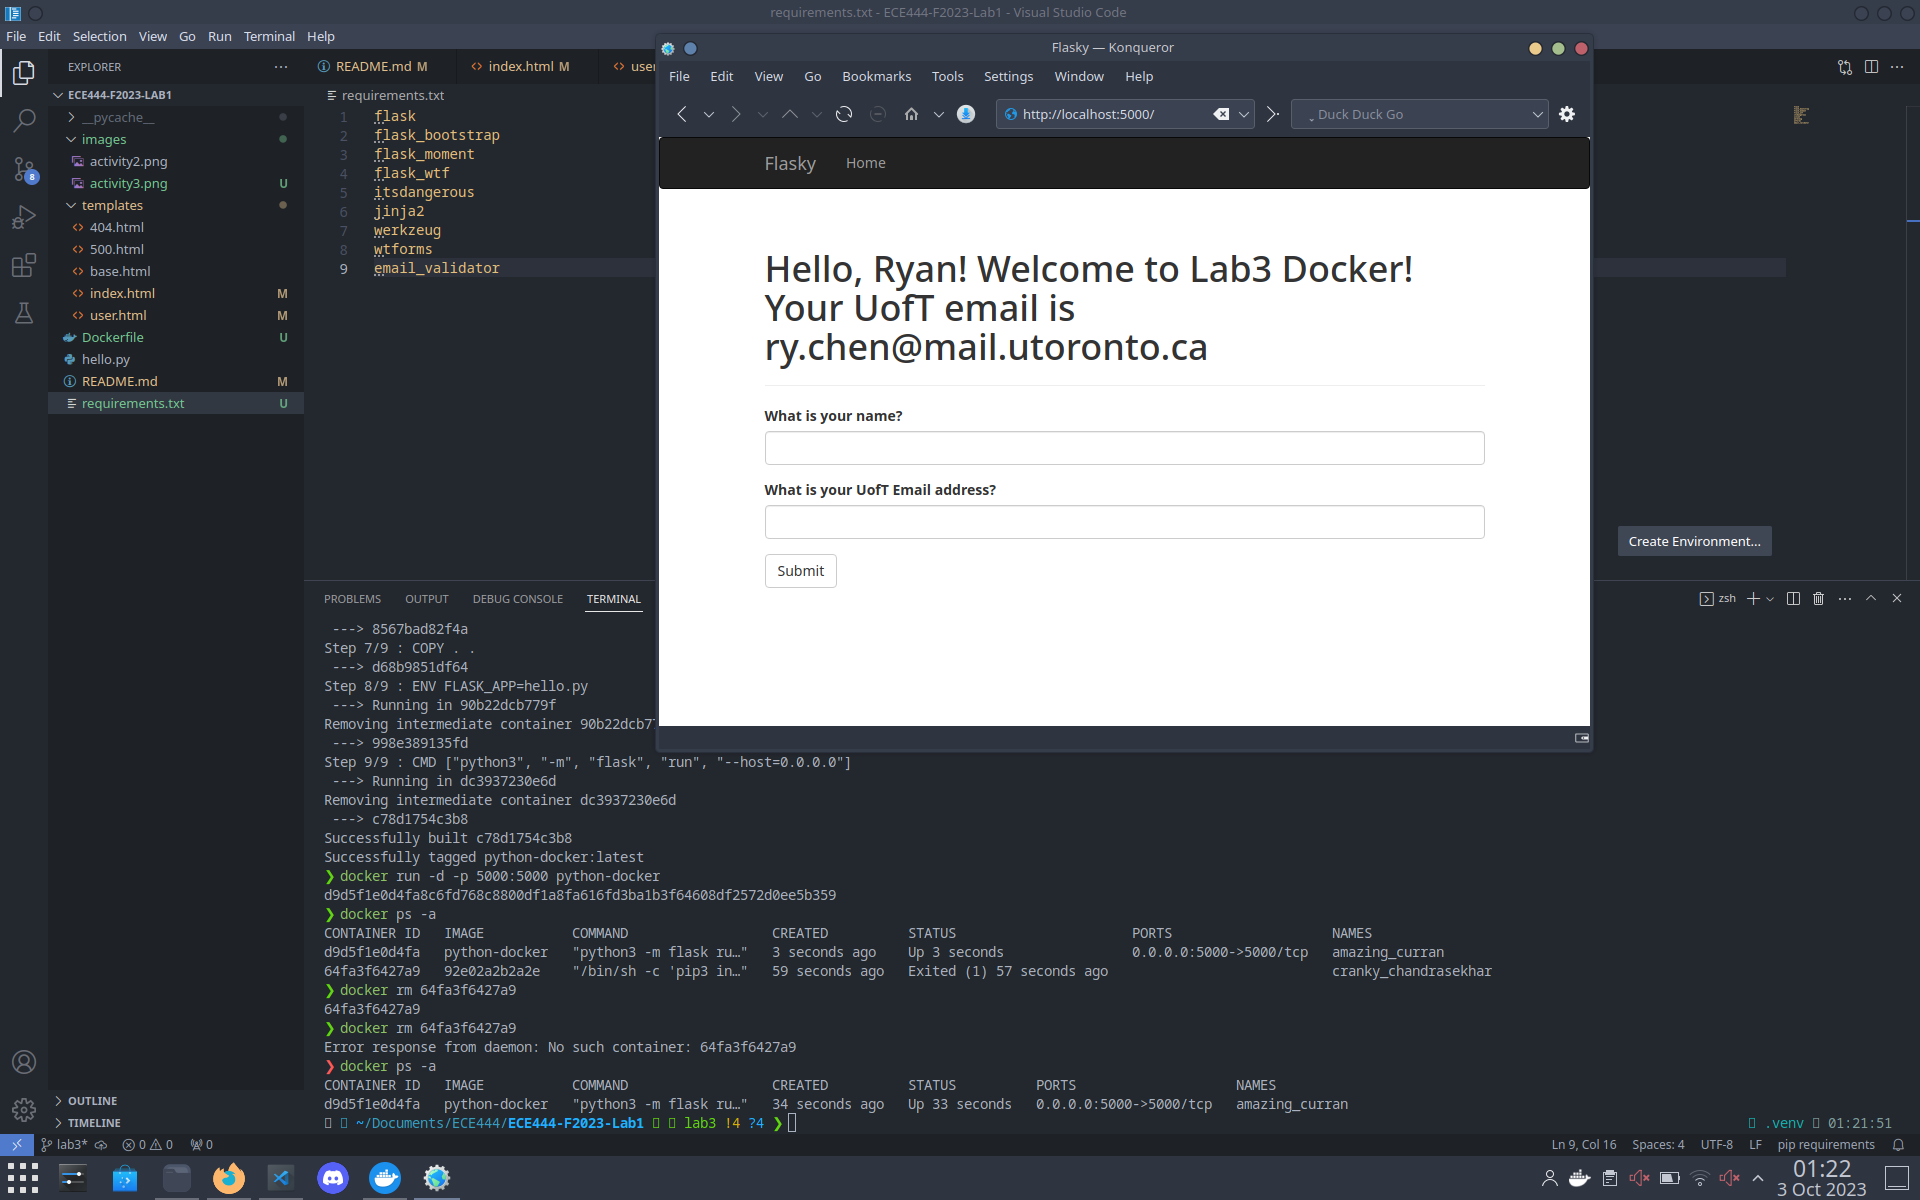 requirements.txt - ECE444-F2023-Lab1 - Visual Studio Code
File Edit Selection View Go Run Terminal Help
EXPLORER
ECE444-F2023-LAB1
__pycache__
images
activity2.png
activity3.png U
templates
404.html
500.html
base.html
index.html M
user.html M
Dockerfile U
hello.py
README.md M
requirements.txt U
OUTLINE
TIMELINE
README.md M index.html M use
requirements.txt
1 flask
2 flask_bootstrap
3 flask_moment
4 flask_wtf
5 itsdangerous
6 jinja2
7 werkzeug
8 wtforms
9 email_validator
Flasky — Konqueror
File Edit View Go Bookmarks Tools Settings Window Help
http://localhost:5000/ Duck Duck Go
Flasky Home
Hello, Ryan! Welcome to Lab3 Docker!
Your UofT email is
ry.chen@mail.utoronto.ca
What is your name?
What is your UofT Email address?
Submit
Create Environment...
PROBLEMS OUTPUT DEBUG CONSOLE TERMINAL
zsh
---> 8567bad82f4a
Step 7/9 : COPY . .
---> d68b9851df64
Step 8/9 : ENV FLASK_APP=hello.py
---> Running in 90b22dcb779f
Removing intermediate container 90b22dcb7
---> 998e389135fd
Step 9/9 : CMD ["python3", "-m", "flask", "run", "--host=0.0.0.0"]
---> Running in dc3937230e6d
Removing intermediate container dc3937230e6d
---> c78d1754c3b8
Successfully built c78d1754c3b8
Successfully tagged python-docker:latest
❯ docker run -d -p 5000:5000 python-docker
d9d5f1e0d4fa8c6fd768c8800df1a8fa616fd3ba1b3f64608df2572d0ee5b359
❯ docker ps -a
CONTAINER ID IMAGE COMMAND CREATED STATUS PORTS NAMES
d9d5f1e0d4fa python-docker "python3 -m flask ru…" 3 seconds ago Up 3 seconds 0.0.0.0:5000->5000/tcp amazing_curran
64fa3f6427a9 92e02a2b2a2e "/bin/sh -c 'pip3 in…" 59 seconds ago Exited (1) 57 seconds ago cranky_chandrasekhar
❯ docker rm 64fa3f6427a9
64fa3f6427a9
❯ docker rm 64fa3f6427a9
Error response from daemon: No such container: 64fa3f6427a9
❯ docker ps -a
CONTAINER ID IMAGE COMMAND CREATED STATUS PORTS NAMES
d9d5f1e0d4fa python-docker "python3 -m flask ru…" 34 seconds ago Up 33 seconds 0.0.0.0:5000->5000/tcp amazing_curran
~/Documents/ECE444/ECE444-F2023-Lab1 lab3 !4 ?4 ❯ .venv 01:21:51
8
lab3* 0 0 0 Ln 9, Col 16 Spaces: 4 UTF-8 LF pip requirements
01:22
3 Oct 2023